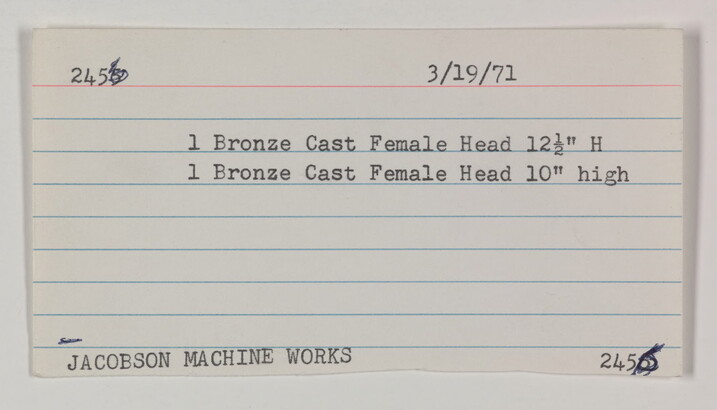 245 3/19/71
1 Bronze Cast Female Head 12½" H
1 Bronze Cast Female Head 10" high
JACOBSON MACHINE WORKS 245